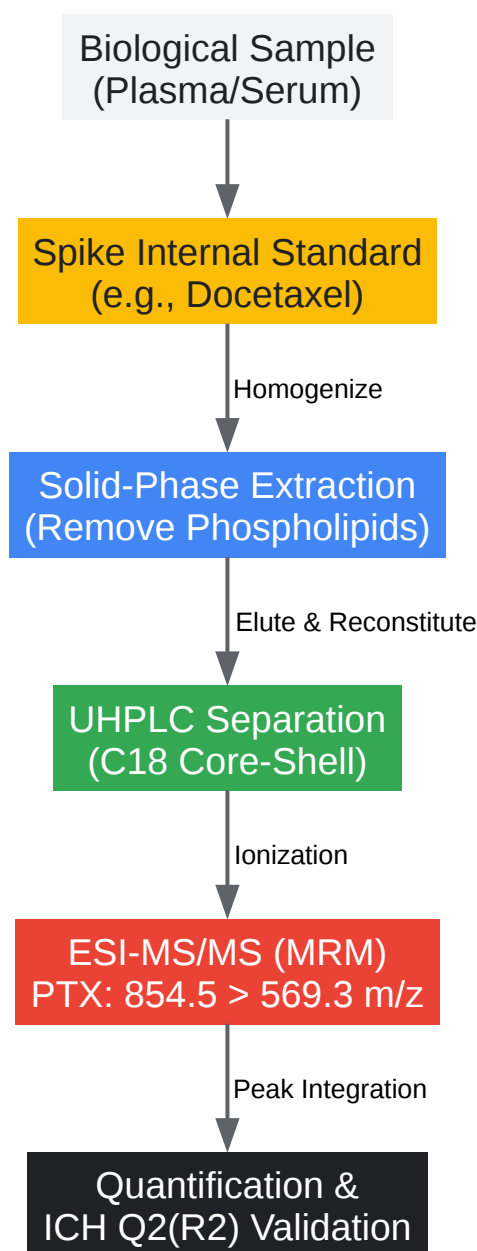 Biological Sample
(Plasma/Serum)
Spike Internal Standard
(e.g., Docetaxel)
Homogenize
Solid-Phase Extraction
(Remove Phospholipids)
Elute & Reconstitute
UHPLC Separation
(C18 Core-Shell)
Ionization
ESI-MS/MS (MRM)
PTX: 854.5 > 569.3 m/z
Peak Integration
Quantification &
ICH Q2(R2) Validation